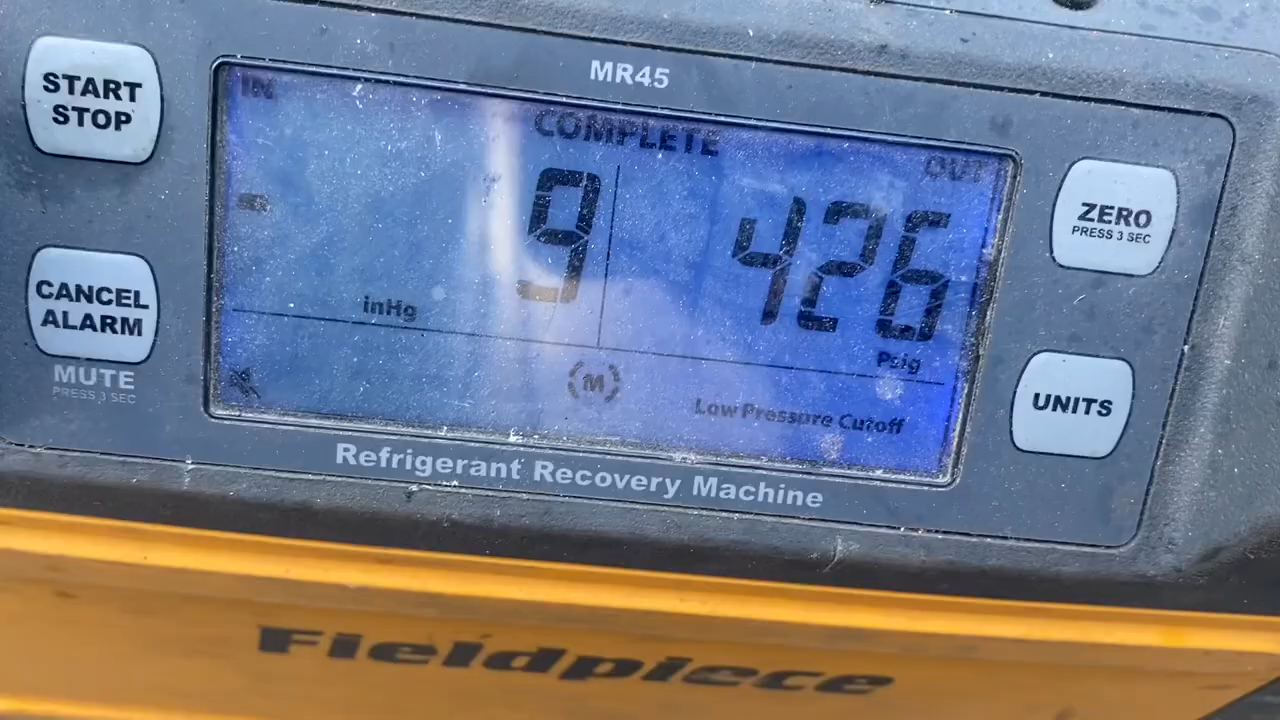 MR45
START
STOP
IN
COMPLETE
OUT
- 9
426
inHg
Psig
CANCEL
ALARM
MUTE
PRESS 3 SEC
M
Low Pressure Cutoff
ZERO
PRESS 3 SEC
UNITS
Refrigerant Recovery Machine
Fieldpiece